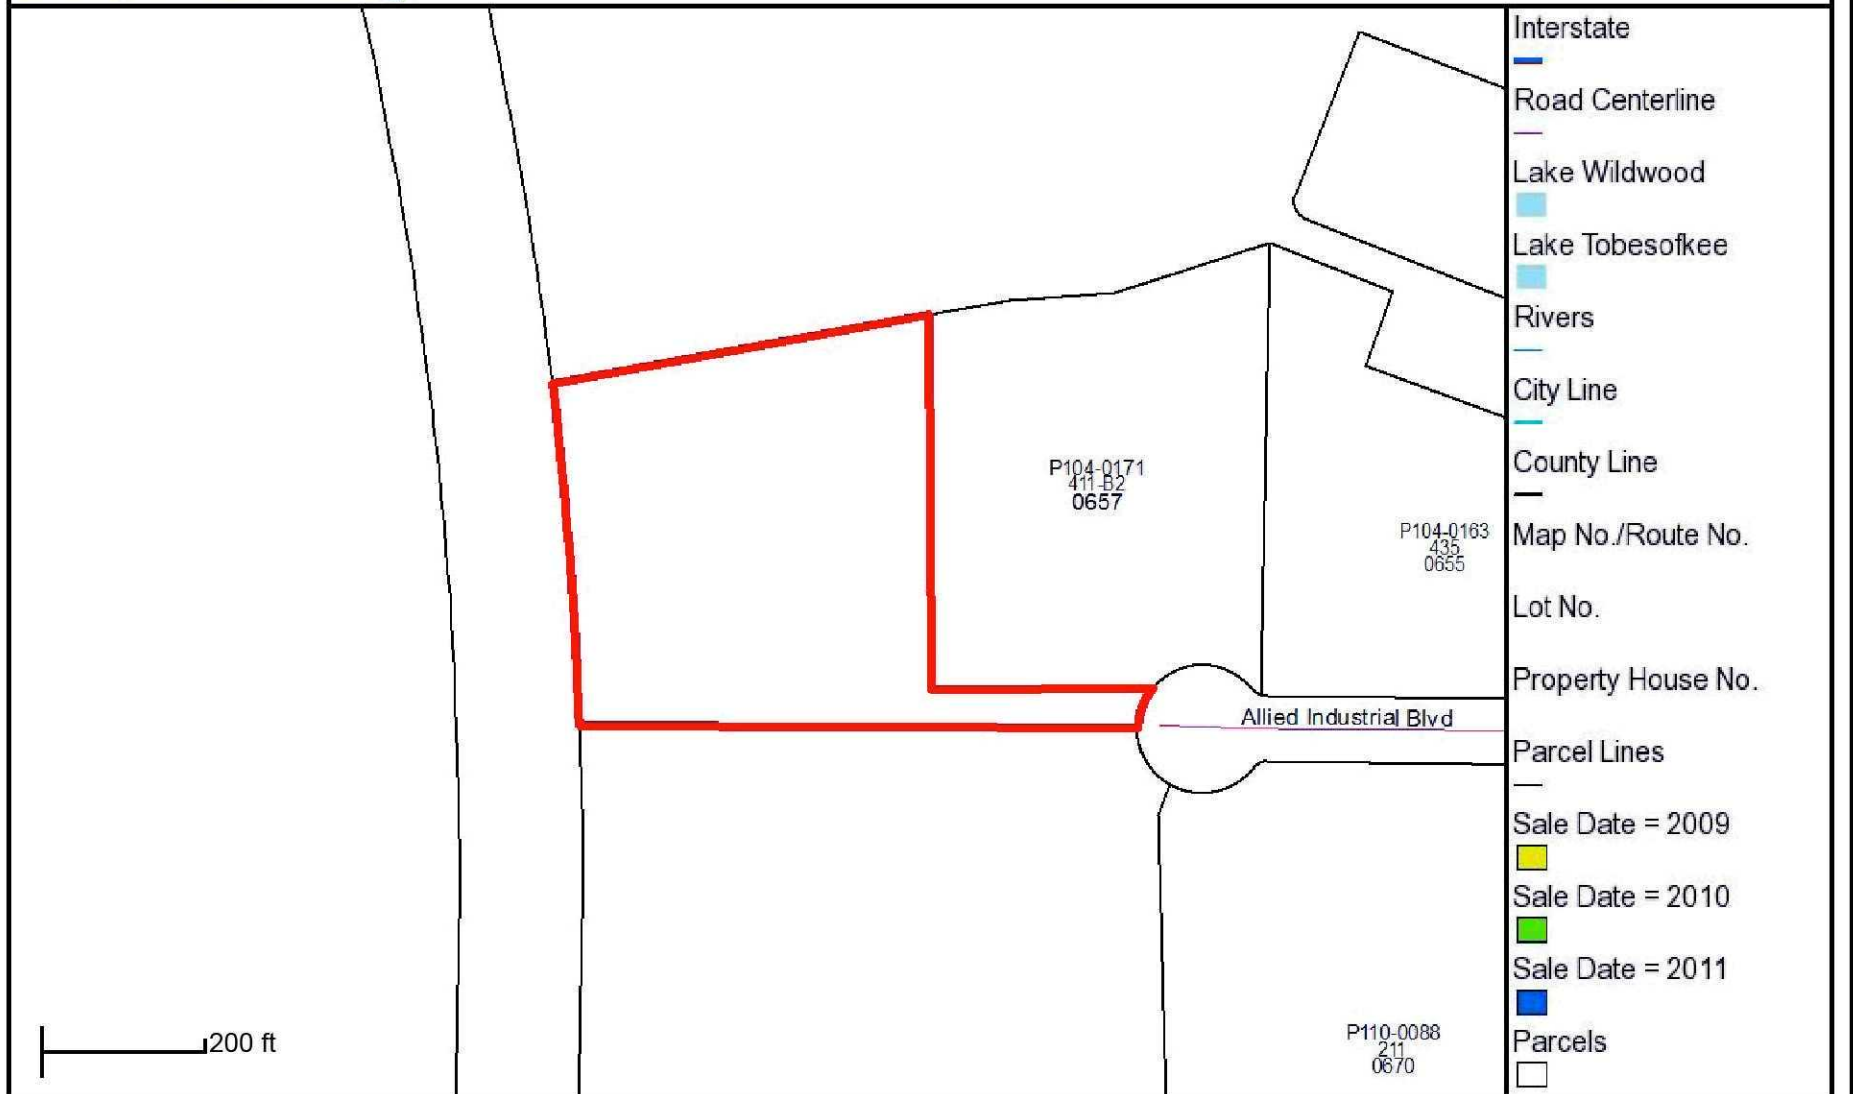 P104-0171
411-B2
0657
P104-0163
435
0655
Allied Industrial Blvd
P110-0088
211
0670
200 ft
Interstate
Road Centerline
Lake Wildwood
Lake Tobesofkee
Rivers
City Line
County Line
Map No./Route No.
Lot No.
Property House No.
Parcel Lines
Sale Date = 2009
Sale Date = 2010
Sale Date = 2011
Parcels